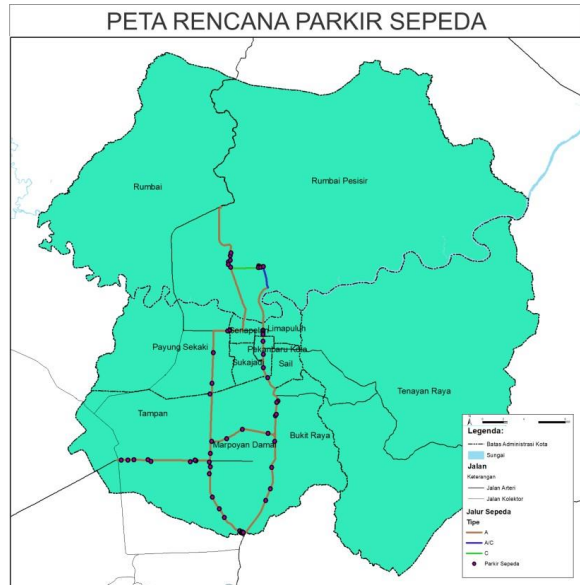 PETA RENCANA PARKIR SEPEDA
Rumbai
Rumbai Pesisir
Senapelan
Limapuluh
Payung Sekaki
Pekanbaru Kota
Sukajadi
Sail
Tenayan Raya
Tampan
Bukit Raya
Marpoyan Damai
Legenda:
Batas Administrasi Kota
Sungai
Jalan
Keterangan
Jalan Arteri
Jalan Kolektor
Jalur Sepeda
Tipe
A
A/C
C
Parkir Sepeda